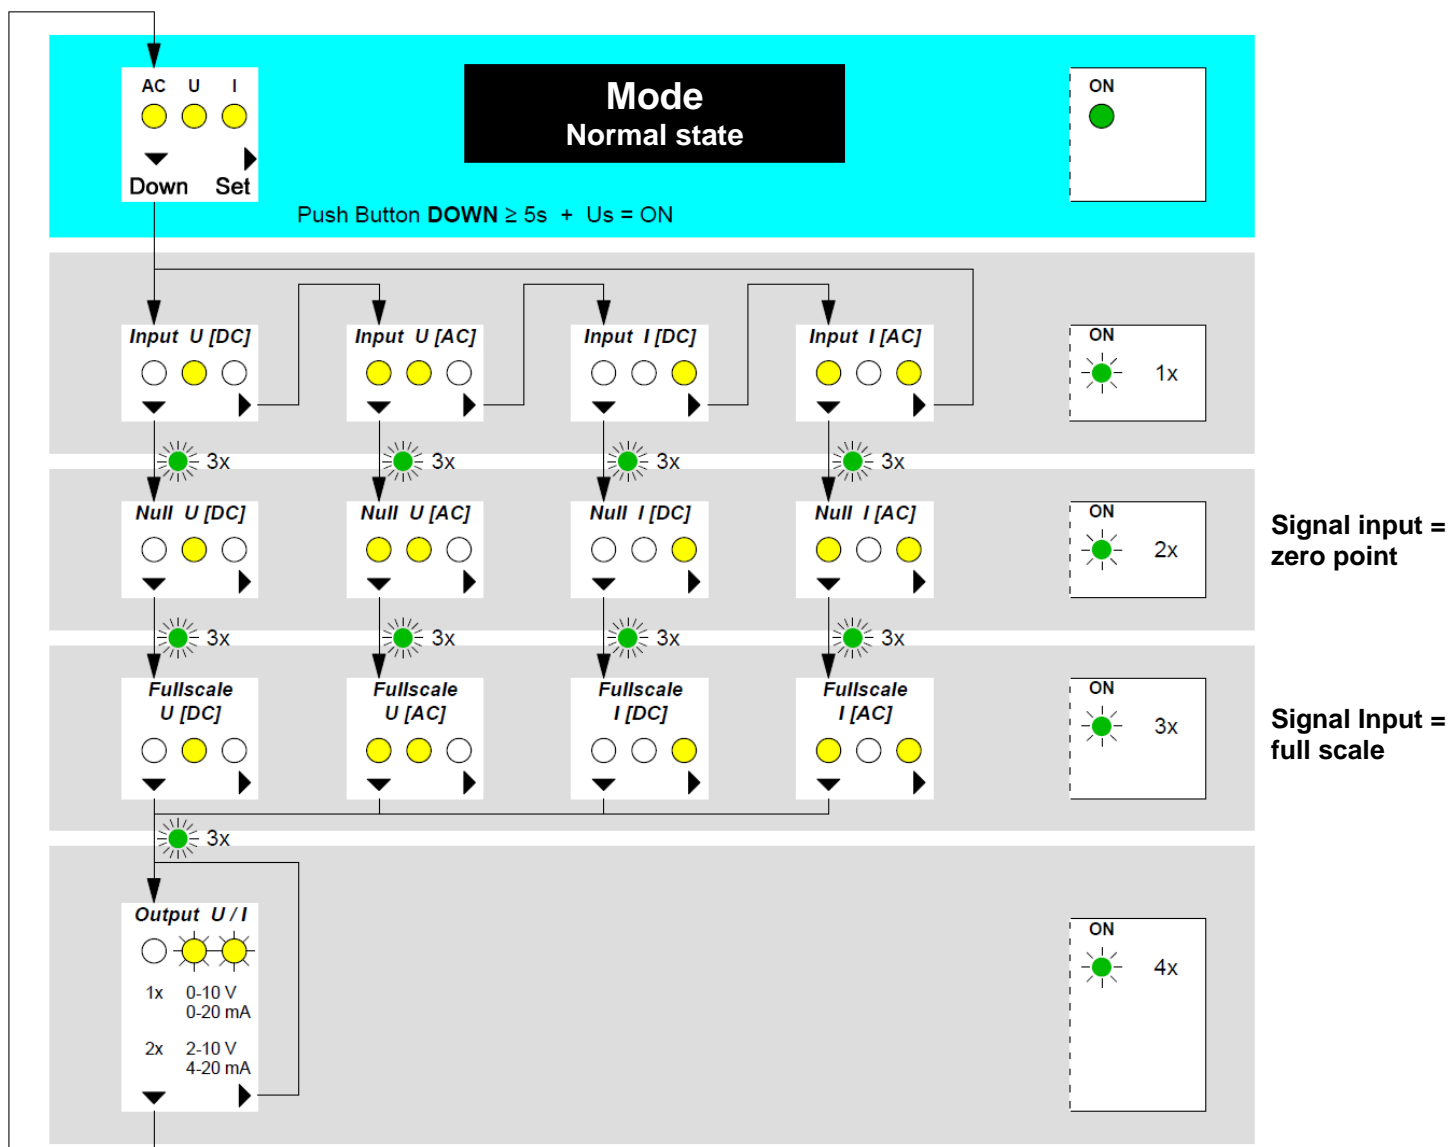 AC U I
Mode
Normal state
ON
Down Set
Push Button DOWN ≥ 5s + Us = ON
Input U [DC]
Input U [AC]
Input I [DC]
Input I [AC]
ON
1x
3x
3x
3x
3x
Null U [DC]
Null U [AC]
Null I [DC]
Null I [AC]
ON
2x
Signal input =
zero point
3x
3x
3x
3x
Fullscale
U [DC]
Fullscale
U [AC]
Fullscale
I [DC]
Fullscale
I [AC]
ON
3x
Signal Input =
full scale
3x
Output U / I
1x 0-10 V
0-20 mA
2x 2-10 V
4-20 mA
ON
4x